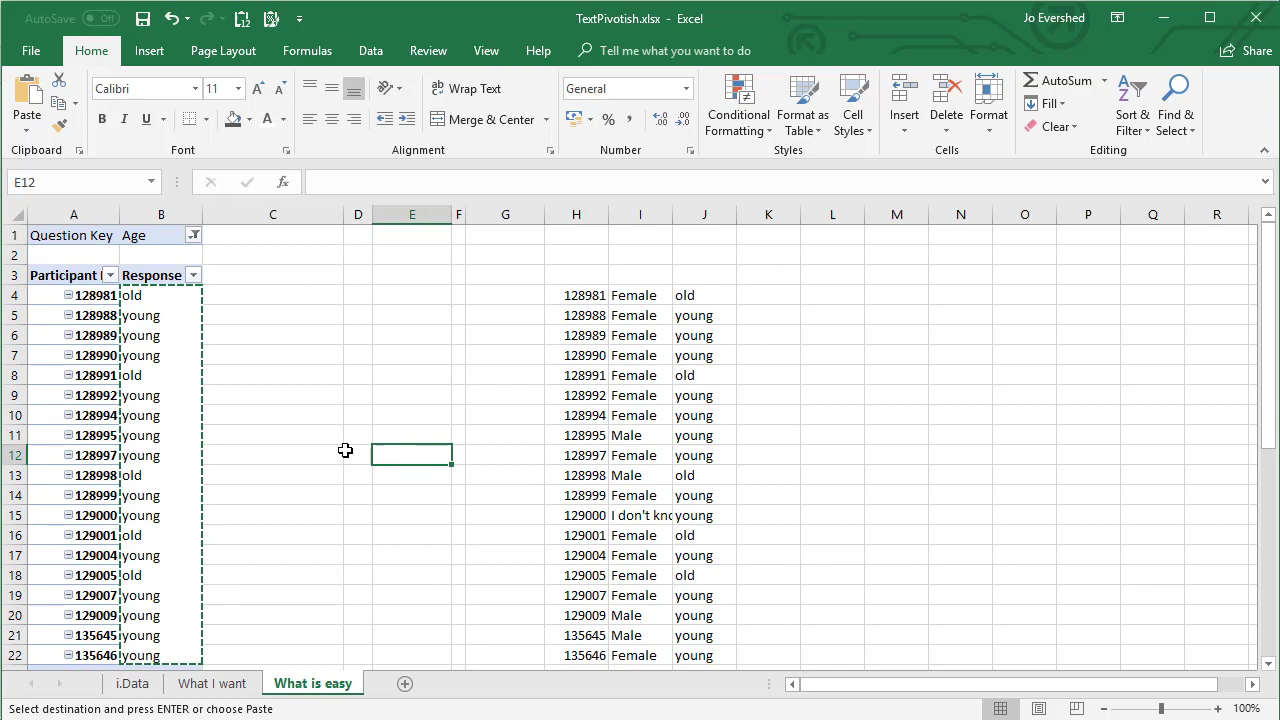 AutoSave Off TextPivotish.xlsx - Excel Jo Evershed
File Home Insert Page Layout Formulas Data Review View Help Tell me what you want to do Share
Calibri 11 Wrap Text General AutoSum
Paste B I U Merge & Center % Conditional Formatting Format as Table Cell Styles Insert Delete Format Fill Clear Sort & Filter Find & Select
Clipboard Font Alignment Number Styles Cells Editing
E12 fx
A B C D E F G H I J K L M N O P Q R
1 Question Key Age
2
3 Participant Response
4 128981 old 128981 Female old
5 128988 young 128988 Female young
6 128989 young 128989 Female young
7 128990 young 128990 Female young
8 128991 old 128991 Female old
9 128992 young 128992 Female young
10 128994 young 128994 Female young
11 128995 young 128995 Male young
12 128997 young 128997 Female young
13 128998 old 128998 Male old
14 128999 young 128999 Female young
15 129000 young 129000 I don't kno young
16 129001 old 129001 Female old
17 129004 young 129004 Female young
18 129005 old 129005 Female old
19 129007 young 129007 Female young
20 129009 young 129009 Male young
21 135645 young 135645 Male young
22 135646 young 135646 Female young
i.Data What I want What is easy
Select destination and press ENTER or choose Paste 100%